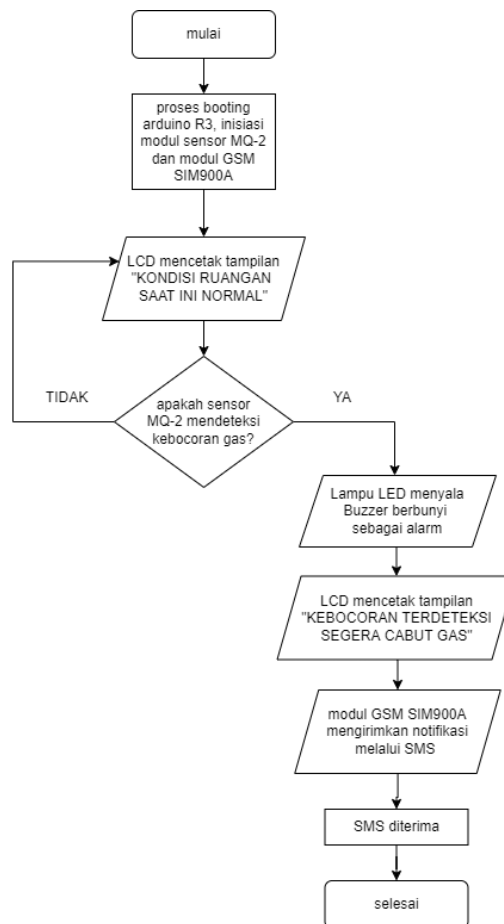 mulai
proses booting
arduino R3, inisiasi
modul sensor MQ-2
dan modul GSM
SIM900A
LCD mencetak tampilan
"KONDISI RUANGAN
SAAT INI NORMAL"
TIDAK
apakah sensor
MQ-2 mendeteksi
kebocoran gas?
YA
Lampu LED menyala
Buzzer berbunyi
sebagai alarm
LCD mencetak tampilan
"KEBOCORAN TERDETEKSI
SEGERA CABUT GAS"
modul GSM SIM900A
mengirimkan notifikasi
melalui SMS
SMS diterima
selesai